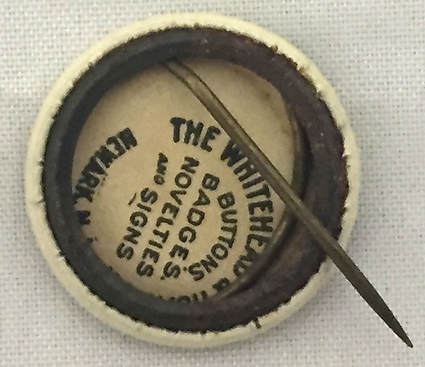 THE WHITEHEAD &
BUTTONS,
BADGES,
NOVELTIES
AND SIGNS
NEWARK, N